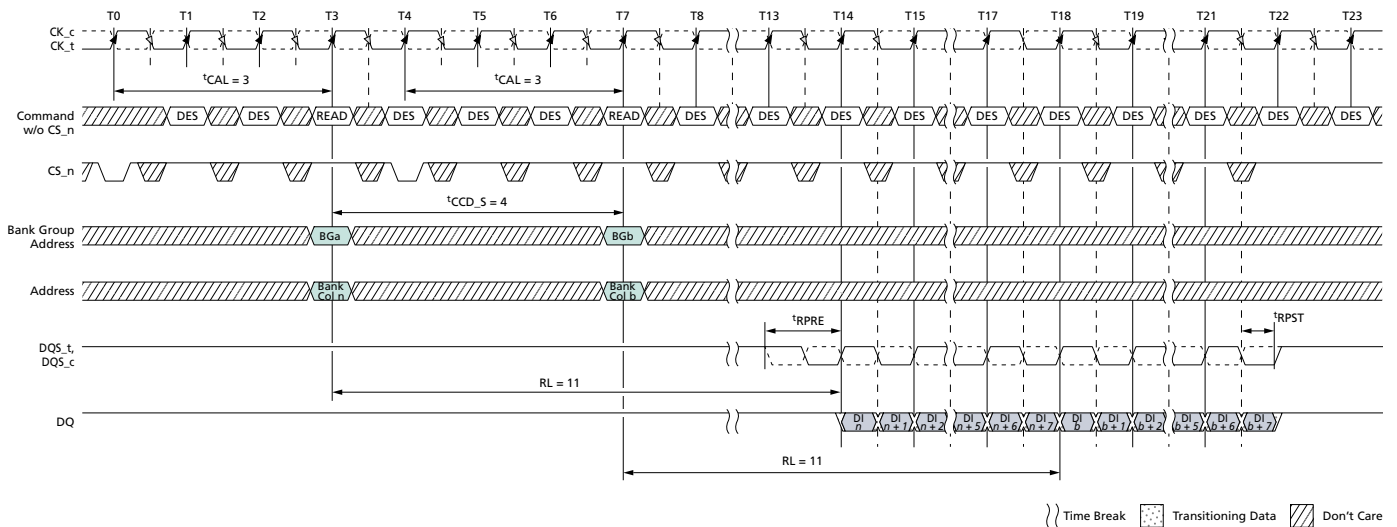 T0 T1 T2 T3 T4 T5 T6 T7 T8 T13 T14 T15 T17 T18 T19 T21 T22 T23
CK_c
CK_t
tCAL = 3 tCAL = 3
Command
w/o CS_n
DES DES READ DES DES DES READ DES DES DES DES DES DES DES DES DES DES
CS_n
tCCD_S = 4
Bank Group
Address
BGa BGb
Address
Bank
Col n
Bank
Col b
tRPRE tRPST
DQS_t,
DQS_c
RL = 11
DQ
DI
n
DI
n + 1
DI
n + 2
DI
n + 5
DI
n + 6
DI
n + 7
DI
b
DI
b + 1
DI
b + 2
DI
b + 5
DI
b + 6
DI
b + 7
RL = 11
Time Break Transitioning Data Don't Care